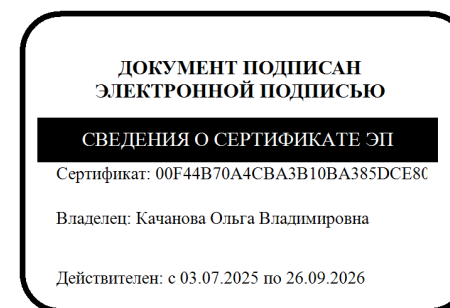 ДОКУМЕНТ ПОДПИСАН
ЭЛЕКТРОННОЙ ПОДПИСЬЮ
СВЕДЕНИЯ О СЕРТИФИКАТЕ ЭП
Сертификат: 00F44B70A4CBA3B10BA385DCE80
Владелец: Качанова Ольга Владимировна
Действителен: с 03.07.2025 по 26.09.2026